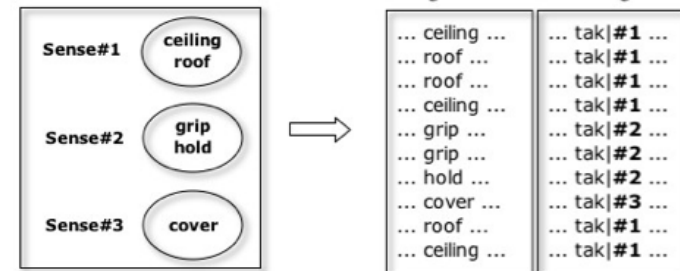 Sense#1
ceiling
roof
Sense#2
grip
hold
Sense#3
cover
... ceiling ...
... roof ...
... roof ...
... ceiling ...
... grip ...
... grip ...
... hold ...
... cover ...
... roof ...
... ceiling ...
... tak|#1 ...
... tak|#1 ...
... tak|#1 ...
... tak|#1 ...
... tak|#2 ...
... tak|#2 ...
... tak|#2 ...
... tak|#3 ...
... tak|#1 ...
... tak|#1 ...